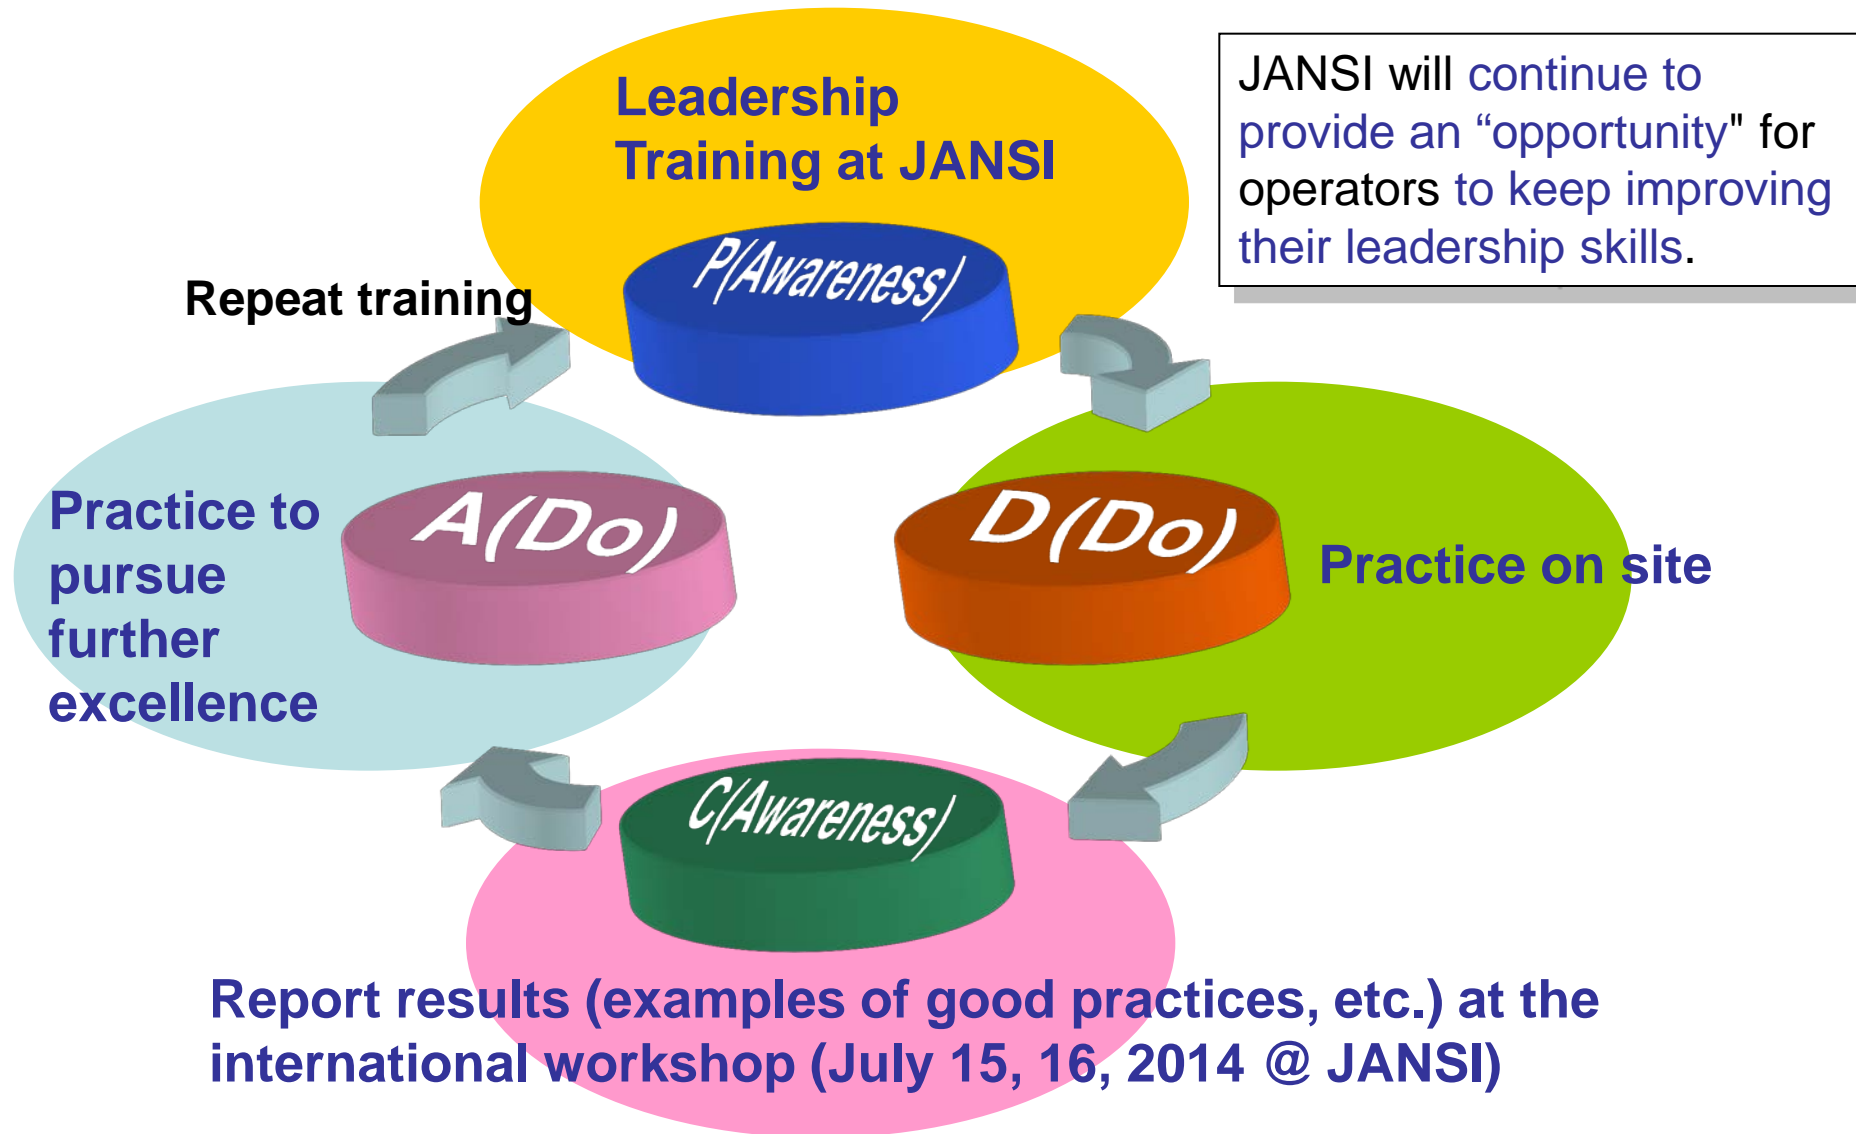 Leadership
Training at JANSI
JANSI will continue to
provide an “opportunity" for
operators to keep improving
their leadership skills.
P(Awareness)
Repeat training
Practice to
pursue
further
excellence
A(Do)
D(Do)
Practice on site
C(Awareness)
Report results (examples of good practices, etc.) at the
international workshop (July 15, 16, 2014 @ JANSI)